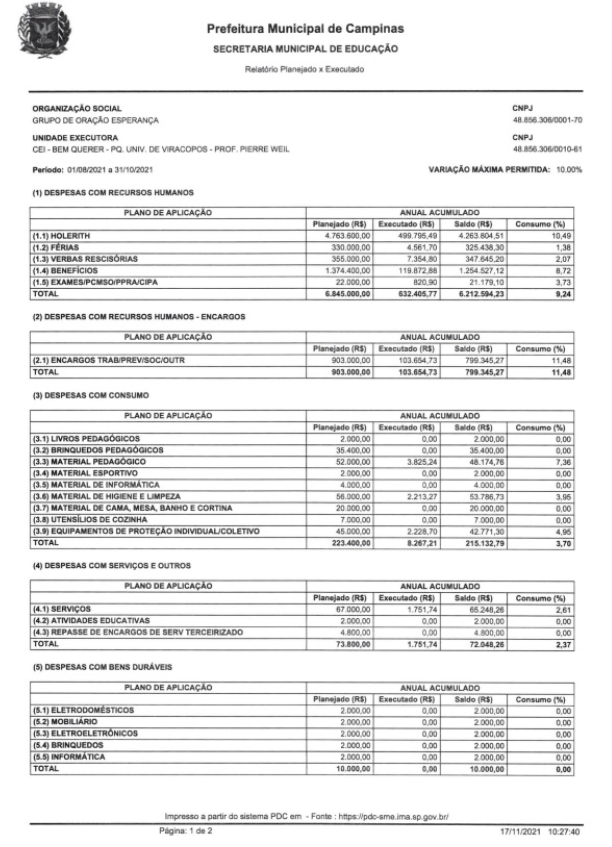 Prefeitura Municipal de Campinas
SECRETARIA MUNICIPAL DE EDUCAÇÃO
Relatório Planejado x Executado
ORGANIZAÇÃO SOCIAL CNPJ
GRUPO DE ORAÇÃO ESPERANÇA 48.856.306/0001-70
UNIDADE EXECUTORA CNPJ
CEI - BEM QUERER - PQ. UNIV. DE VIRACOPOS - PROF. PIERRE WEIL 48.856.306/0010-61
Período: 01/08/2021 a 31/10/2021 VARIAÇÃO MÁXIMA PERMITIDA: 10.00%
(1) DESPESAS COM RECURSOS HUMANOS
PLANO DE APLICAÇÃO ANUAL ACUMULADO
Planejado (R$) Executado (R$) Saldo (R$) Consumo (%)
(1.1) HOLERITH 4.763.600,00 499.795,49 4.263.804,51 10,49
(1.2) FÉRIAS 330.000,00 4.561,70 325.438,30 1,38
(1.3) VERBAS RESCISÓRIAS 355.000,00 7.354,80 347.645,20 2,07
(1.4) BENEFÍCIOS 1.374.400,00 119.872,88 1.254.527,12 8,72
(1.5) EXAMES/PCMSO/PPRA/CIPA 22.000,00 820,90 21.179,10 3,73
TOTAL 6.845.000,00 632.405,77 6.212.594,23 9,24
(2) DESPESAS COM RECURSOS HUMANOS - ENCARGOS
PLANO DE APLICAÇÃO ANUAL ACUMULADO
Planejado (R$) Executado (R$) Saldo (R$) Consumo (%)
(2.1) ENCARGOS TRAB/PREV/SOC/OUTR 903.000,00 103.654,73 799.345,27 11,48
TOTAL 903.000,00 103.654,73 799.345,27 11,48
(3) DESPESAS COM CONSUMO
PLANO DE APLICAÇÃO ANUAL ACUMULADO
Planejado (R$) Executado (R$) Saldo (R$) Consumo (%)
(3.1) LIVROS PEDAGÓGICOS 2.000,00 0,00 2.000,00 0,00
(3.2) BRINQUEDOS PEDAGÓGICOS 35.400,00 0,00 35.400,00 0,00
(3.3) MATERIAL PEDAGÓGICO 52.000,00 3.825,24 48.174,76 7,36
(3.4) MATERIAL ESPORTIVO 2.000,00 0,00 2.000,00 0,00
(3.5) MATERIAL DE INFORMÁTICA 4.000,00 0,00 4.000,00 0,00
(3.6) MATERIAL DE HIGIENE E LIMPEZA 56.000,00 2.213,27 53.786,73 3,95
(3.7) MATERIAL DE CAMA, MESA, BANHO E CORTINA 20.000,00 0,00 20.000,00 0,00
(3.8) UTENSÍLIOS DE COZINHA 7.000,00 0,00 7.000,00 0,00
(3.9) EQUIPAMENTOS DE PROTEÇÃO INDIVIDUAL/COLETIVO 45.000,00 2.228,70 42.771,30 4,95
TOTAL 223.400,00 8.267,21 215.132,79 3,70
(4) DESPESAS COM SERVIÇOS E OUTROS
PLANO DE APLICAÇÃO ANUAL ACUMULADO
Planejado (R$) Executado (R$) Saldo (R$) Consumo (%)
(4.1) SERVIÇOS 67.000,00 1.751,74 65.248,26 2,61
(4.2) ATIVIDADES EDUCATIVAS 2.000,00 0,00 2.000,00 0,00
(4.3) REPASSE DE ENCARGOS DE SERV TERCEIRIZADO 4.800,00 0,00 4.800,00 0,00
TOTAL 73.800,00 1.751,74 72.048,26 2,37
(5) DESPESAS COM BENS DURÁVEIS
PLANO DE APLICAÇÃO ANUAL ACUMULADO
Planejado (R$) Executado (R$) Saldo (R$) Consumo (%)
(5.1) ELETRODOMÉSTICOS 2.000,00 0,00 2.000,00 0,00
(5.2) MOBILIÁRIO 2.000,00 0,00 2.000,00 0,00
(5.3) ELETROELETRÔNICOS 2.000,00 0,00 2.000,00 0,00
(5.4) BRINQUEDOS 2.000,00 0,00 2.000,00 0,00
(5.5) INFORMÁTICA 2.000,00 0,00 2.000,00 0,00
TOTAL 10.000,00 0,00 10.000,00 0,00
Impresso a partir do sistema PDC em - Fonte : https://pdc-sme.ima.sp.gov.br/
Página: 1 de 2 17/11/2021 10:27:40